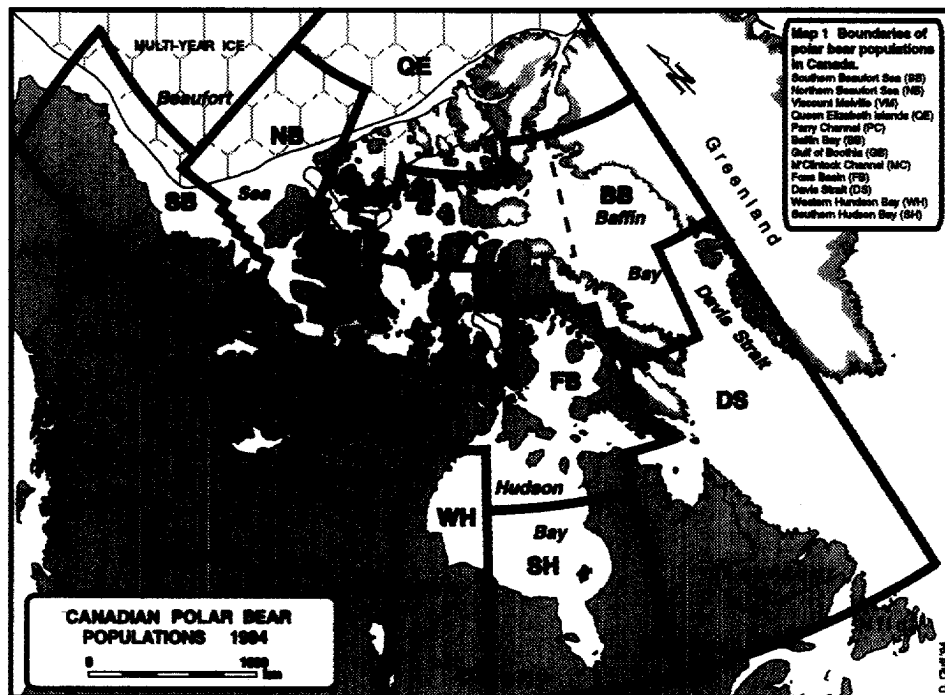 MULTI-YEAR ICE
QE
Beaufort
NB
Map 1 Boundaries of
polar bear populations
in Canada.
Southern Beaufort Sea (SB)
Northern Beaufort Sea (NB)
Viscount Melville (VM)
Queen Elizabeth Islands (QE)
Parry Channel (PC)
Baffin Bay (BB)
Gulf of Boothia (GB)
M'Clintock Channel (MC)
Foxe Basin (FB)
Davis Strait (DS)
Western Hundson Bay (WH)
Southern Hudson Bay (SH)
N
Greenland
SB
Sea
BB
Baffin
Bay
Davis Strait
FB
DS
WH
Hudson
Bay
SH
CANADIAN POLAR BEAR
POPULATIONS 1994
0 1000
km